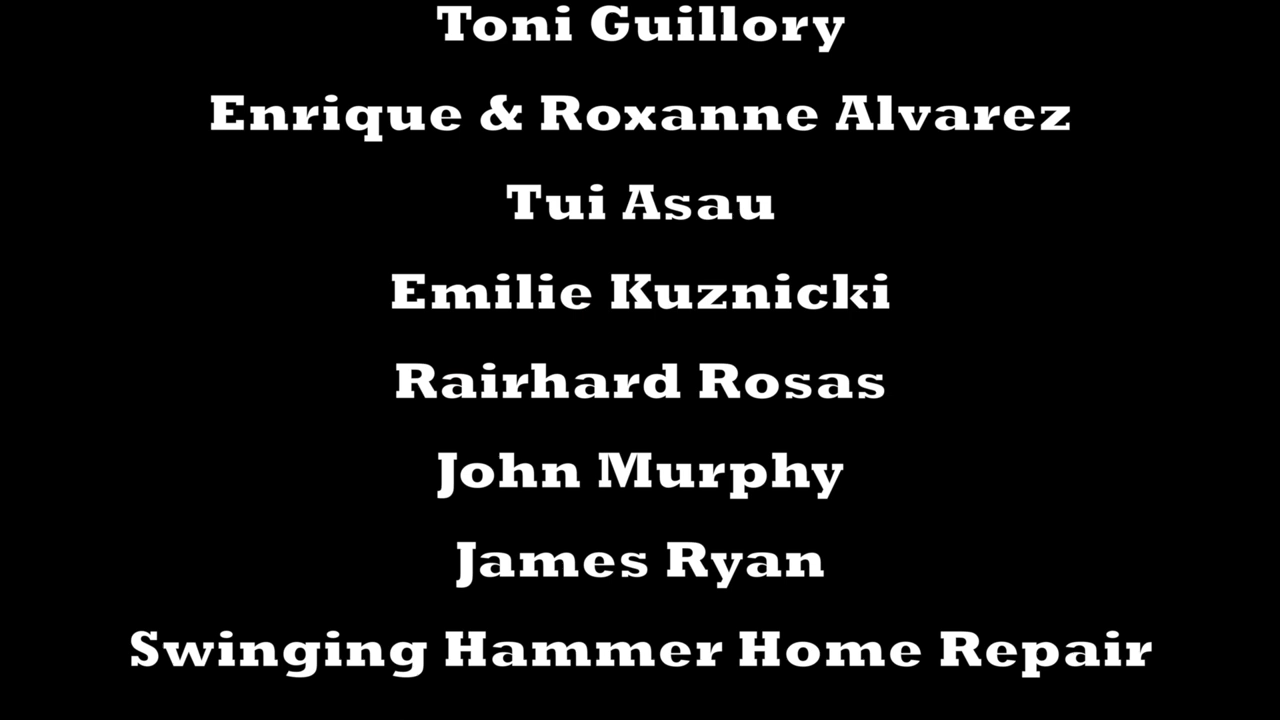 Toni Guillory
Enrique & Roxanne Alvarez
Tui Asau
Emilie Kuznicki
Rairhard Rosas
John Murphy
James Ryan
Swinging Hammer Home Repair